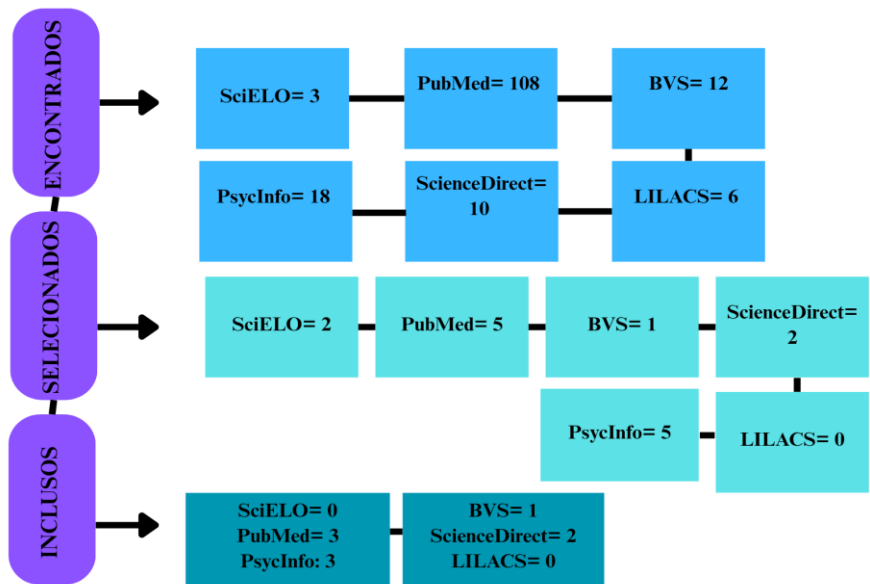 ENCONTRADOS
SciELO= 3
PubMed= 108
BVS= 12
PsycInfo= 18
ScienceDirect=
10
LILACS= 6
SELECIONADOS
SciELO= 2
PubMed= 5
BVS= 1
ScienceDirect=
2
PsycInfo= 5
LILACS= 0
INCLUSOS
SciELO= 0
PubMed= 3
PsycInfo: 3
BVS= 1
ScienceDirect= 2
LILACS= 0